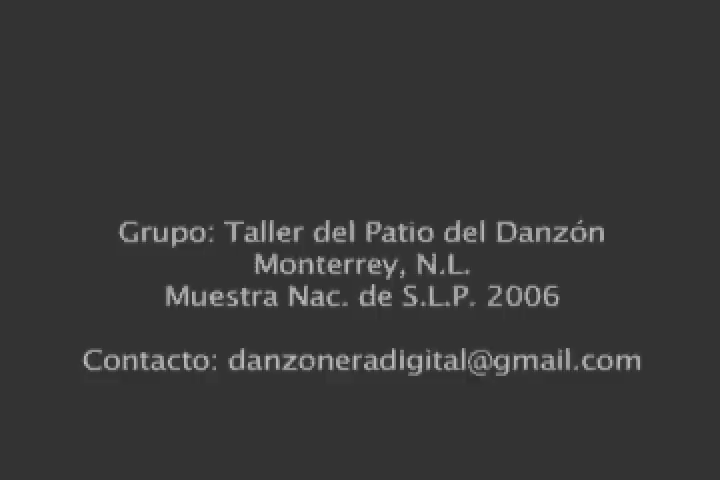 Grupo: Taller del Patio del Danzón
Monterrey, N.L.
Muestra Nac. de S.L.P. 2006
Contacto: danzoneradigital@gmail.com